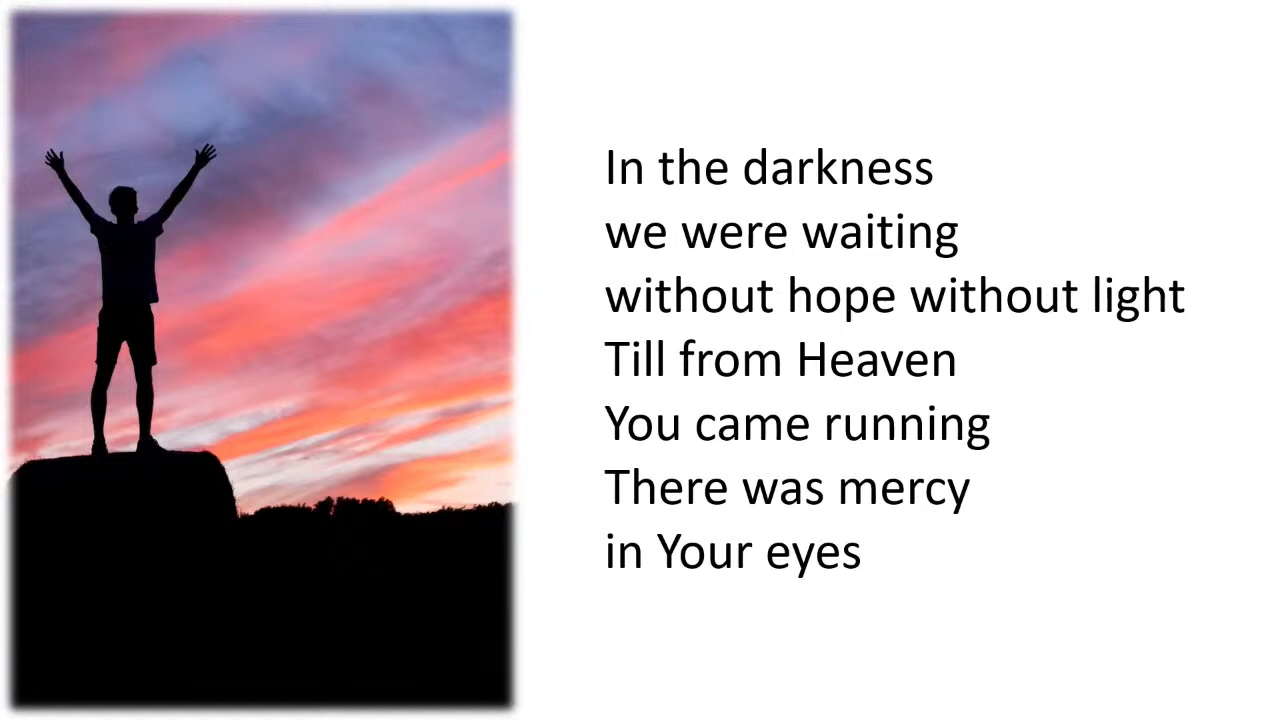 In the darkness
we were waiting
without hope without light
Till from Heaven
You came running
There was mercy
in Your eyes